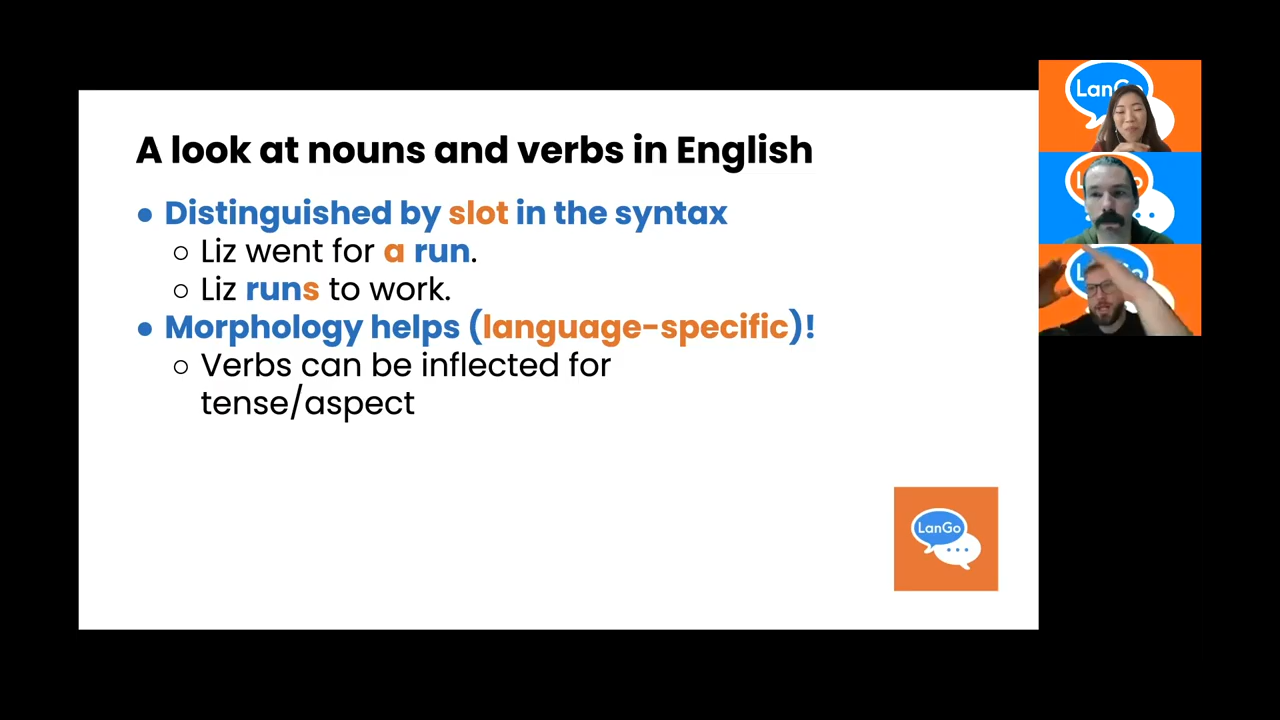 A look at nouns and verbs in English
● Distinguished by slot in the syntax
○ Liz went for a run.
○ Liz runs to work.
● Morphology helps (language-specific)!
○ Verbs can be inflected for
tense/aspect
LanGo
LanGo